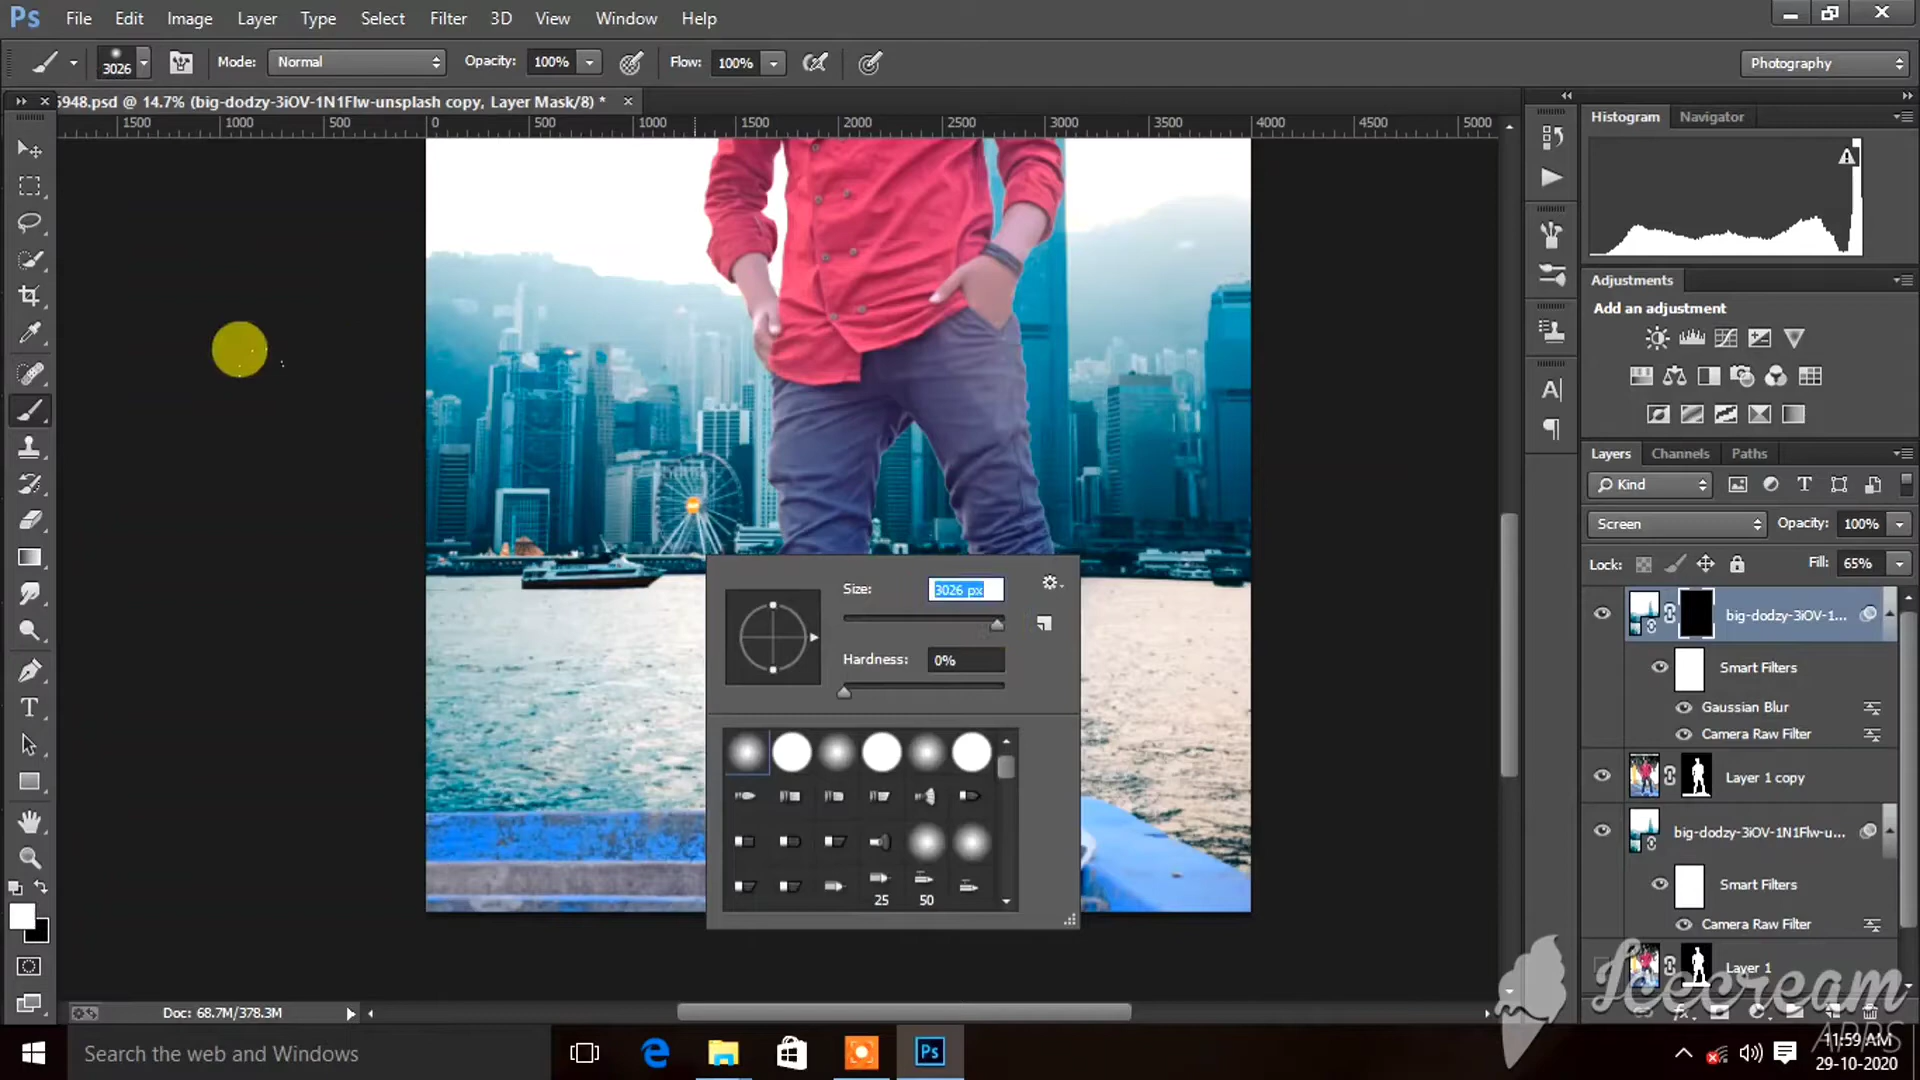 Ps File Edit Image Layer Type Select Filter 3D View Window Help
3026 Mode: Normal Opacity: 100% Flow: 100% Photography
5948.psd @ 14.7% (big-dodzy-3iOV-1N1Flw-unsplash copy, Layer Mask/8) *
1500 1000 500 0 500 1000 1500 2000 2500 3000 3500 4000 4500 5000
Histogram Navigator
Adjustments
Add an adjustment
Layers Channels Paths
Kind
Screen Opacity: 100%
Lock: Fill: 65%
big-dodzy-3iOV-1...
Smart Filters
Gaussian Blur
Camera Raw Filter
Layer 1 copy
big-dodzy-3iOV-1N1Flw-u...
Smart Filters
Camera Raw Filter
Layer 1
Size: 3026 px
Hardness: 0%
25 50
Doc: 68.7M/378.3M
Icecream
APPS
Search the web and Windows
Ps
11:59 AM
29-10-2020